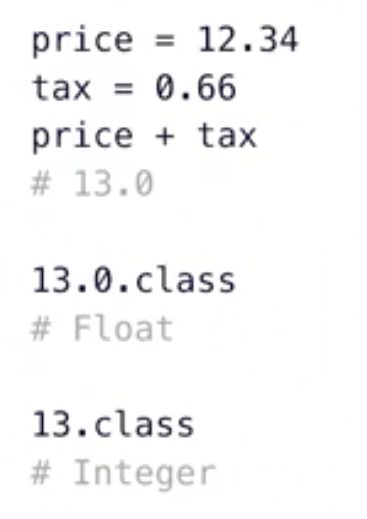 price = 12.34
tax = 0.66
price + tax
# 13.0
13.0.class
# Float
13.class
# Integer